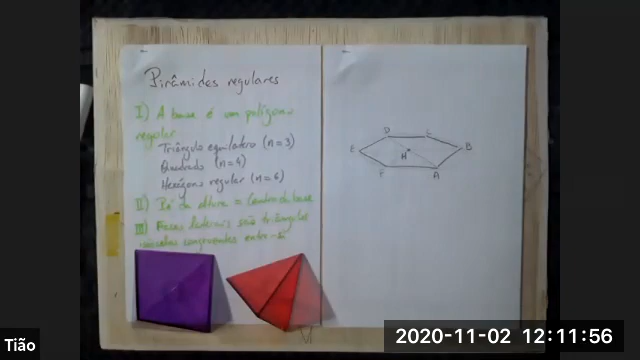 Pirâmides regulares
I) A base é um polígono
regular
Triângulo equilátero (n=3)
Quadrado (n=4)
Hexágono regular (n=6)
II) Pé da altura = Centro da base
III) Faces laterais são triângulos
isósceles congruentes entre si
D C
E B
H
F A
Tião
2020-11-02 12:11:56